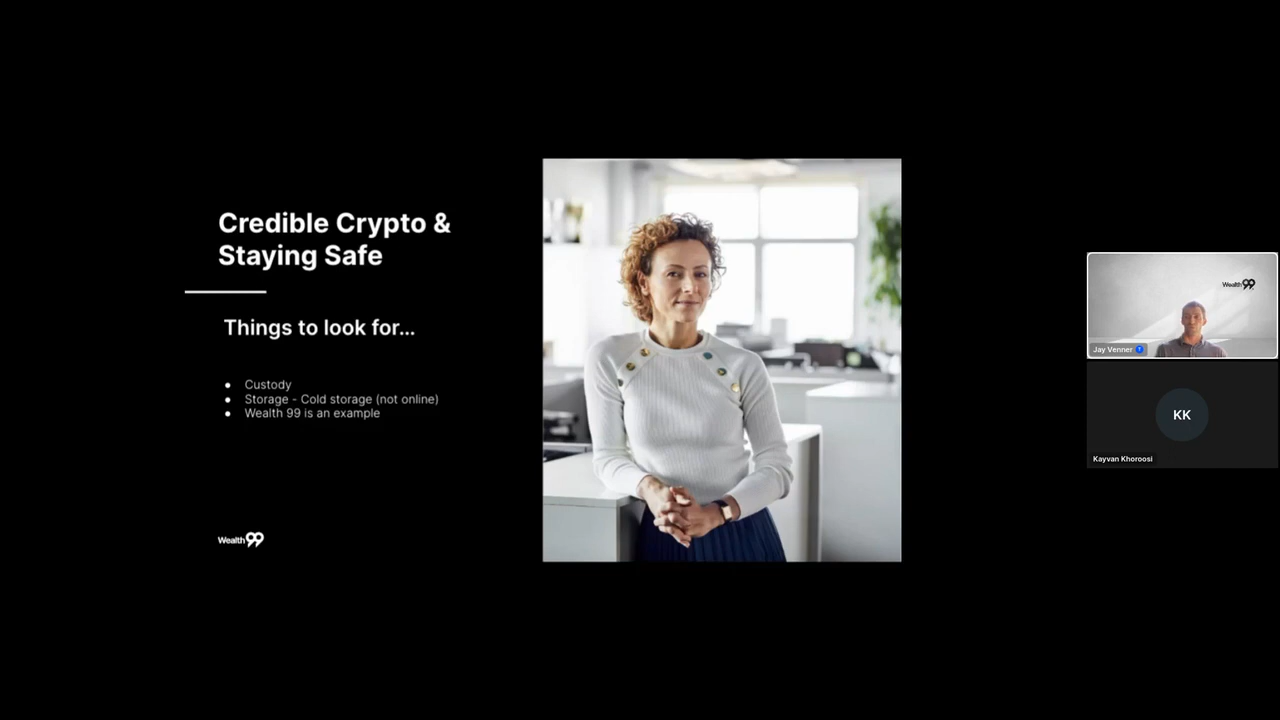 Credible Crypto &
Staying Safe
Things to look for...
● Custody
● Storage - Cold storage (not online)
● Wealth 99 is an example
Wealth99
Wealth99
Jay Venner
KK
Kayvan Khoroosi